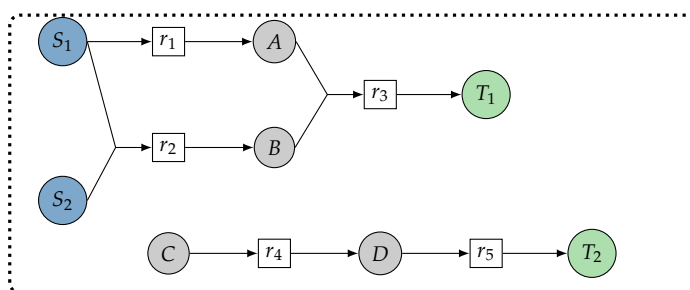 S₁ r₁ A
r₃ T₁
r₂ B
S₂
C r₄ D r₅ T₂